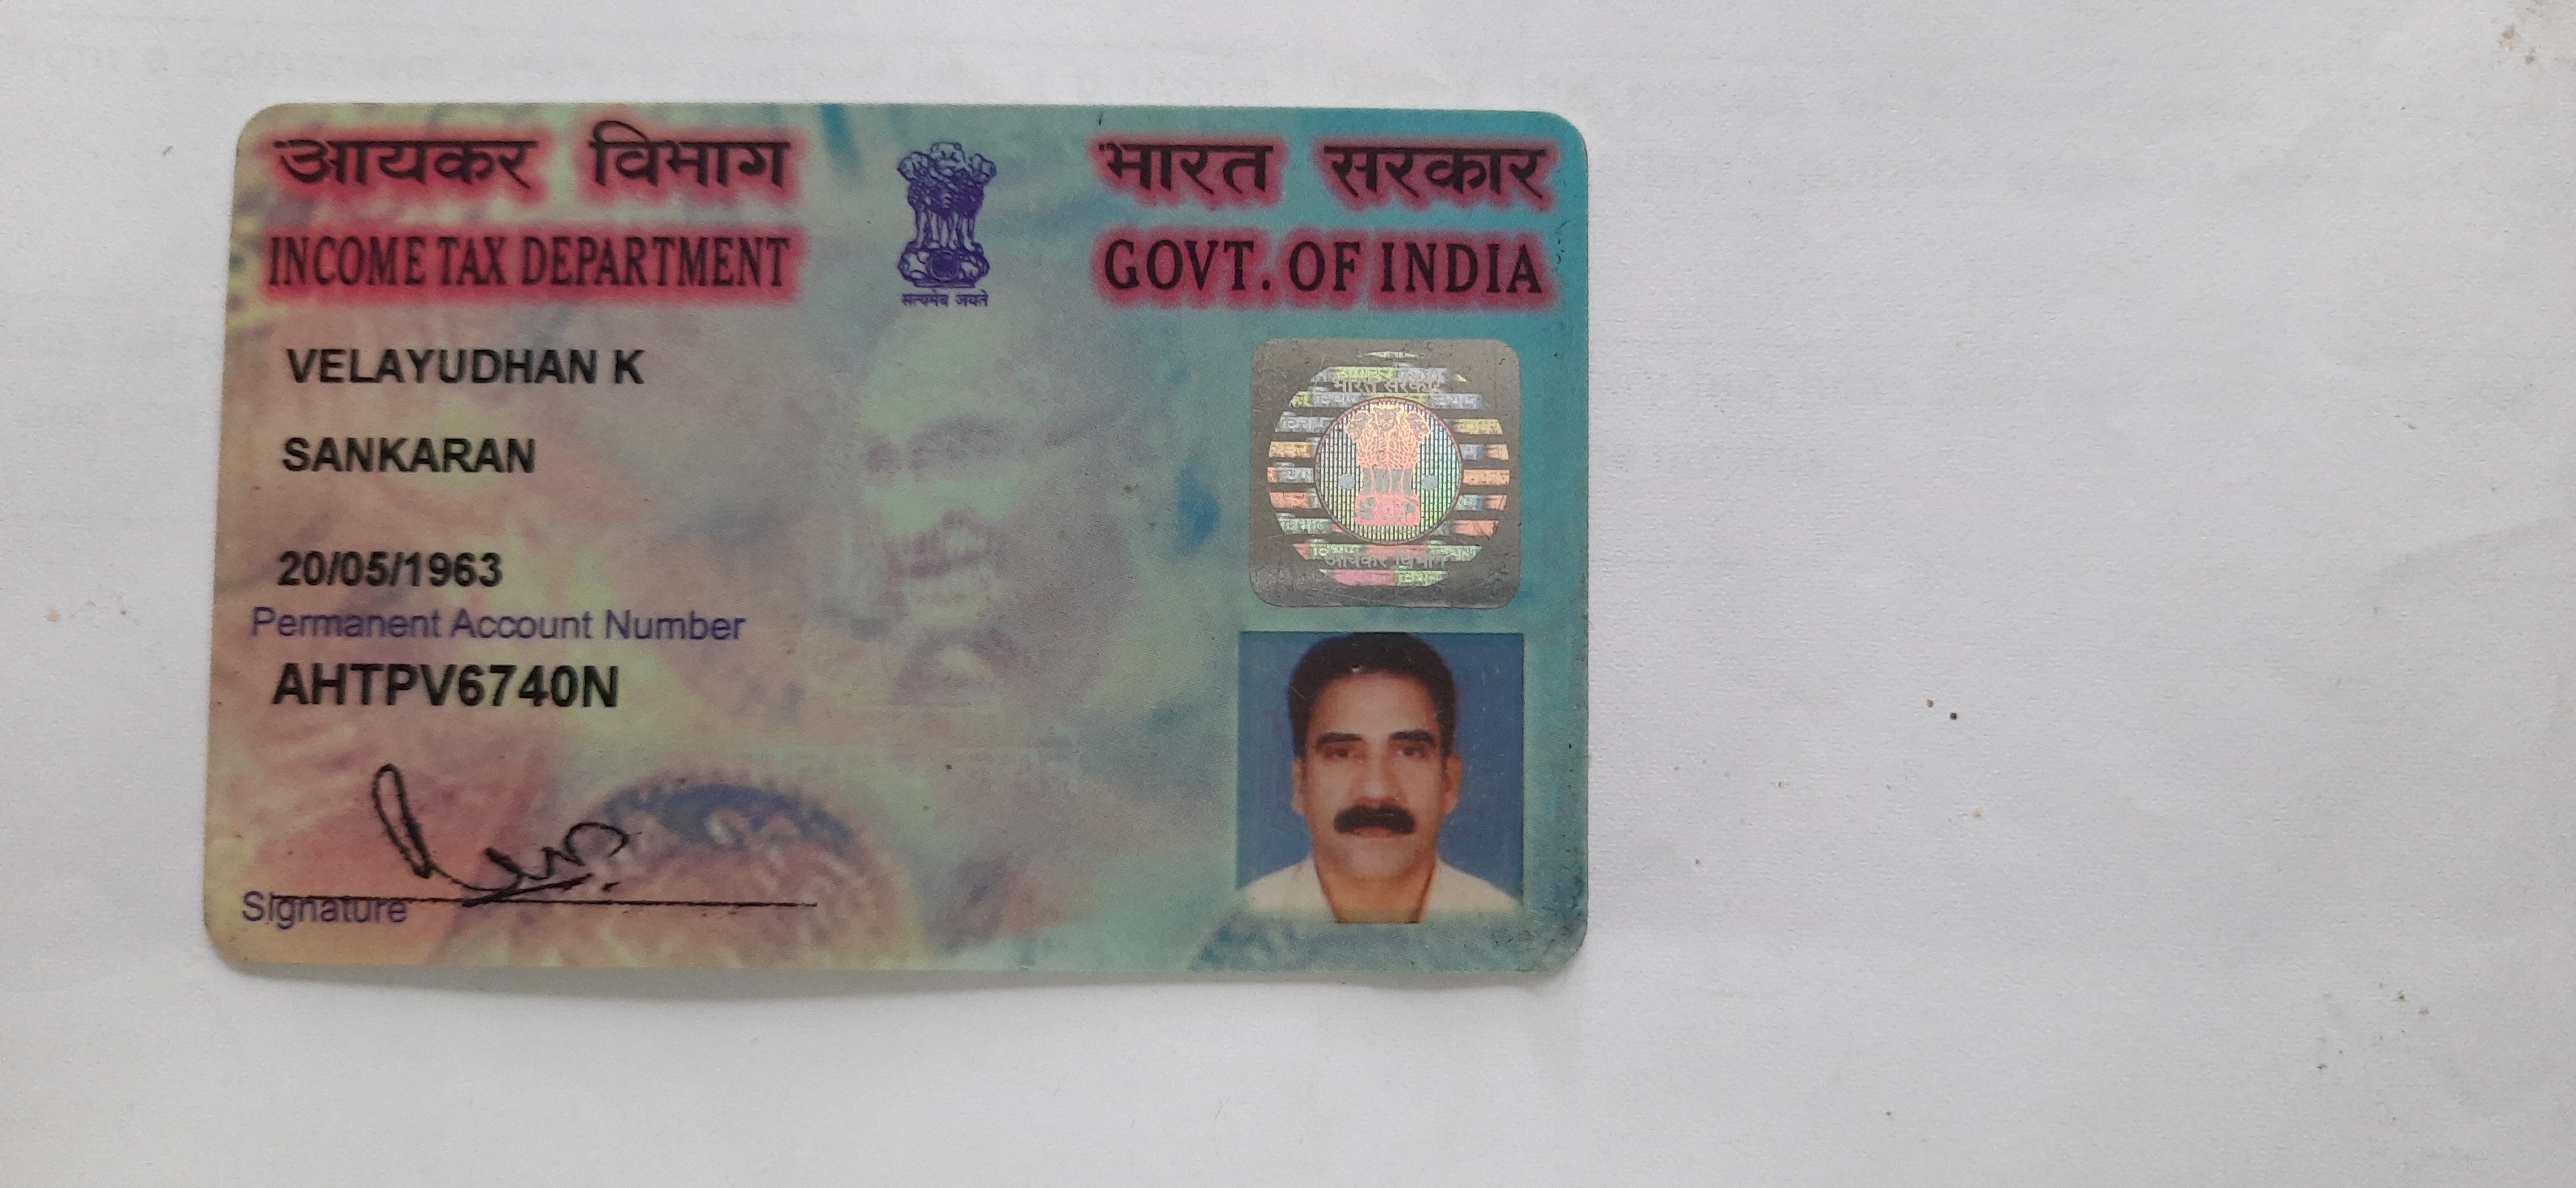 आयकर विभाग
INCOME TAX DEPARTMENT
सत्यमेव जयते
भारत सरकार
GOVT. OF INDIA
VELAYUDHAN K
SANKARAN
20/05/1963
Permanent Account Number
AHTPV6740N
Signature